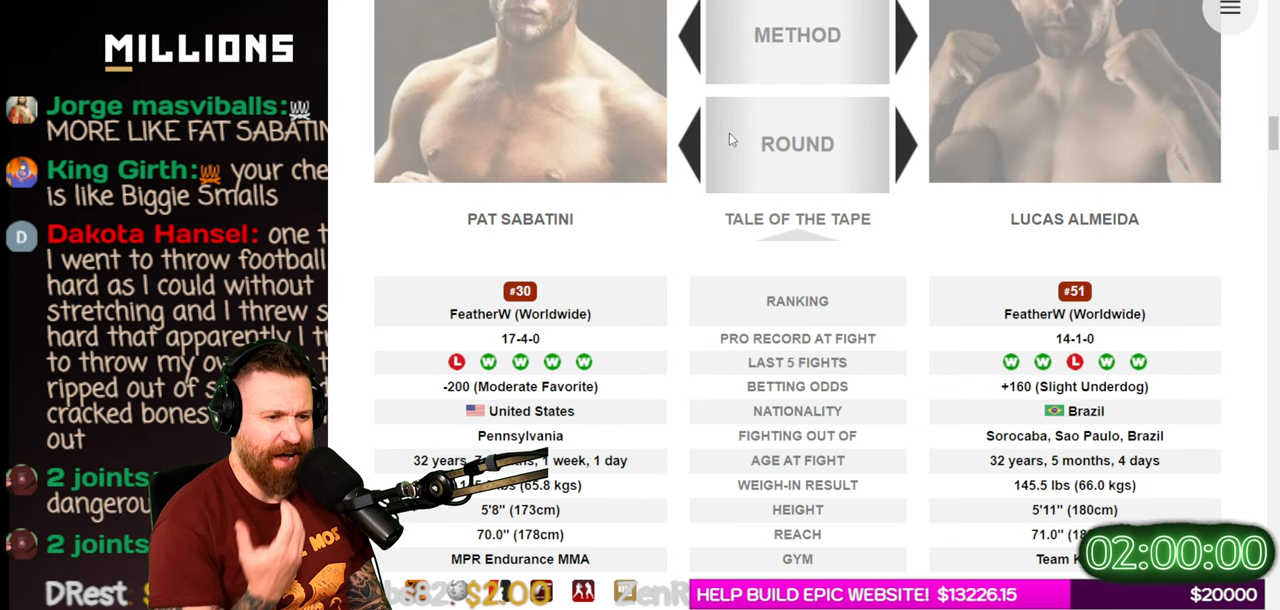 MILLIONS
Jorge masviballs:
MORE LIKE FAT SABATIN
King Girth: your che
is like Biggie Smalls
Dakota Hansel: one t
I went to throw football
hard as I could without
stretching and I threw s
hard that apparently I t
to throw my ow
ripped out of s
cracked bones
out
2 joints
dangerou
2 joints
DRest
$2.00
METHOD
ROUND
PAT SABATINI
TALE OF THE TAPE
LUCAS ALMEIDA
#30
FeatherW (Worldwide)
RANKING
#51
FeatherW (Worldwide)
17-4-0
PRO RECORD AT FIGHT
14-1-0
L W W W W
LAST 5 FIGHTS
W W L W W
-200 (Moderate Favorite)
BETTING ODDS
+160 (Slight Underdog)
United States
NATIONALITY
Brazil
Pennsylvania
FIGHTING OUT OF
Sorocaba, Sao Paulo, Brazil
32 years, 1 week, 1 day
AGE AT FIGHT
32 years, 5 months, 4 days
lbs (65.8 kgs)
WEIGH-IN RESULT
145.5 lbs (66.0 kgs)
5'8" (173cm)
HEIGHT
5'11" (180cm)
70.0" (178cm)
REACH
71.0"
MPR Endurance MMA
GYM
Team
02:00:00
HELP BUILD EPIC WEBSITE! $13226.15
$20000